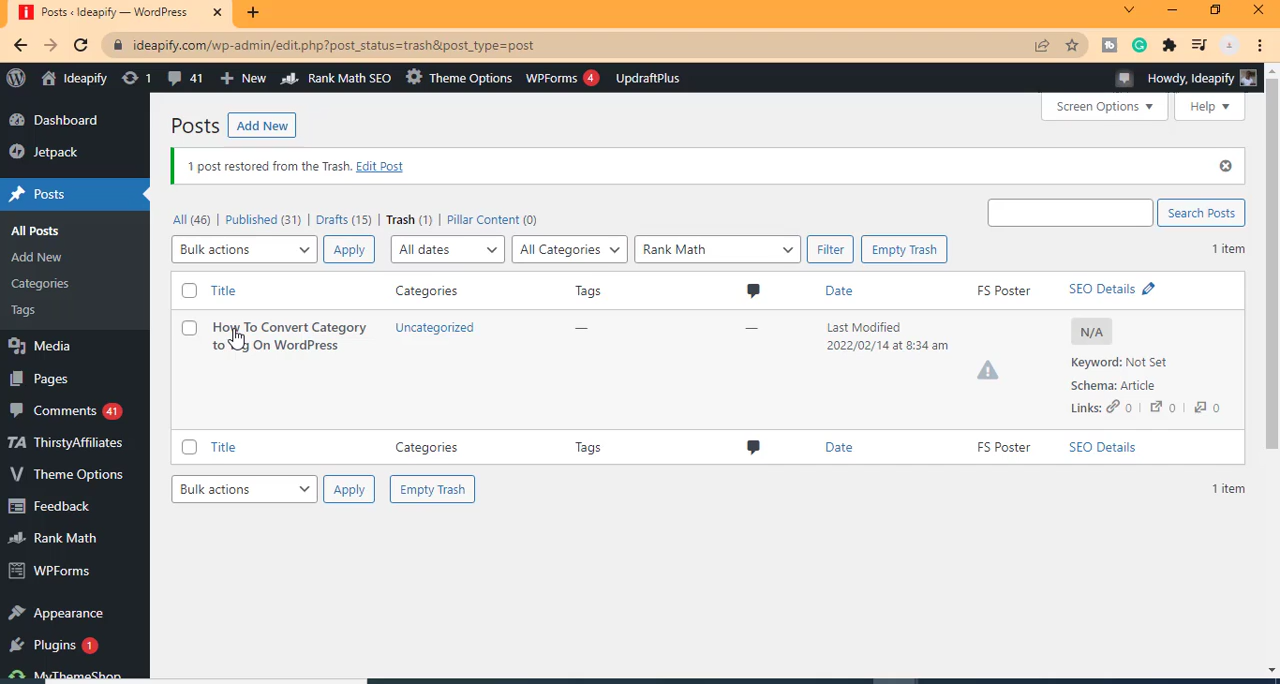 Posts ‹ Ideapify — WordPress
ideapify.com/wp-admin/edit.php?post_status=trash&post_type=post
Ideapify 1 41 New Rank Math SEO Theme Options WPForms 4 UpdraftPlus Howdy, Ideapify
Screen Options Help
Dashboard
Jetpack
Posts
All Posts
Add New
Categories
Tags
Media
Pages
Comments 41
ThirstyAffiliates
Theme Options
Feedback
Rank Math
WPForms
Appearance
Plugins 1
MyThemeShop
Posts Add New
1 post restored from the Trash. Edit Post
All (46) | Published (31) | Drafts (15) | Trash (1) | Pillar Content (0)
Search Posts
Bulk actions Apply All dates All Categories Rank Math Filter Empty Trash 1 item
Title Categories Tags Date FS Poster SEO Details
How To Convert Category Uncategorized — — Last Modified N/A
to Tag On WordPress 2022/02/14 at 8:34 am
Keyword: Not Set
Schema: Article
Links: 0 | 0 | 0
Title Categories Tags Date FS Poster SEO Details
Bulk actions Apply Empty Trash 1 item